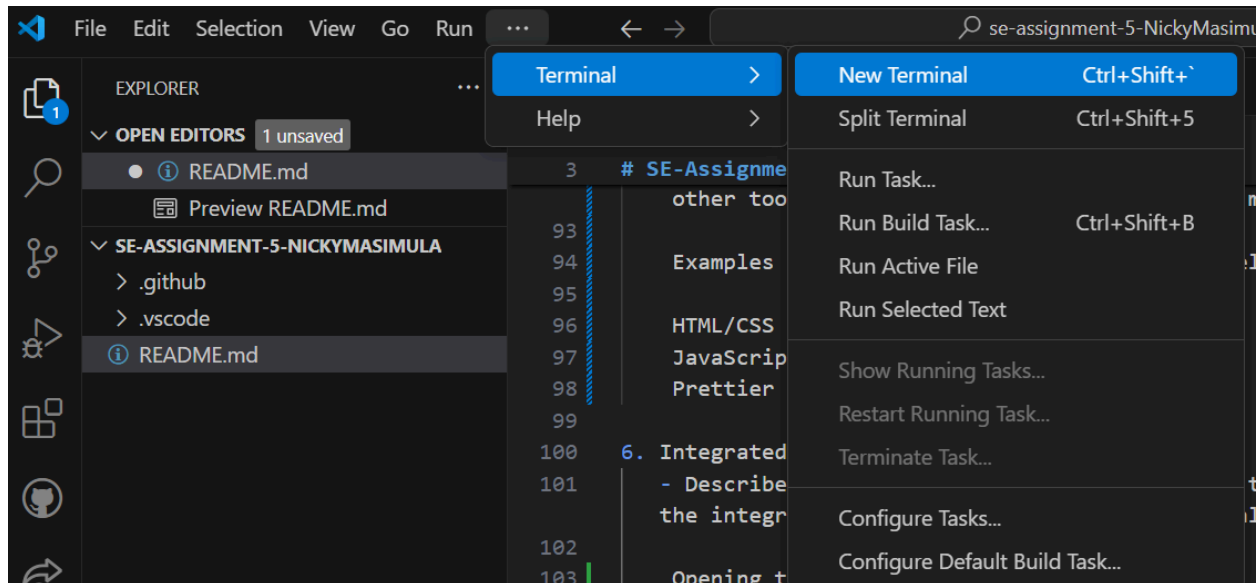 File Edit Selection View Go Run ... se-assignment-5-NickyMasimu
EXPLORER ...
1
OPEN EDITORS 1 unsaved
README.md
Preview README.md
SE-ASSIGNMENT-5-NICKYMASIMULA
.github
.vscode
README.md
Terminal
Help
New Terminal Ctrl+Shift+`
Split Terminal Ctrl+Shift+5
Run Task...
Run Build Task... Ctrl+Shift+B
Run Active File
Run Selected Text
Show Running Tasks...
Restart Running Task...
Terminate Task...
Configure Tasks...
Configure Default Build Task...
3 # SE-Assignme
other too
93
94 Examples
95
96 HTML/CSS
97 JavaScrip
98 Prettier
99
100 6. Integrated
101 - Describe
the integr
102
103 Opening t